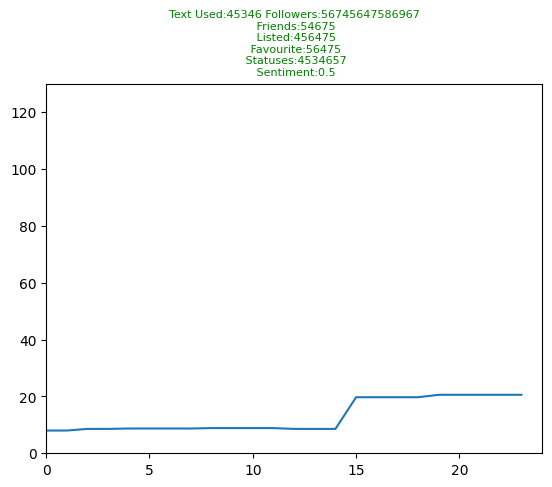 Text Used:45346 Followers:56745647586967
Friends:54675
Listed:456475
Favourite:56475
Statuses:4534657
Sentiment:0.5
120
100
80
60
40
20
0
0 5 10 15 20